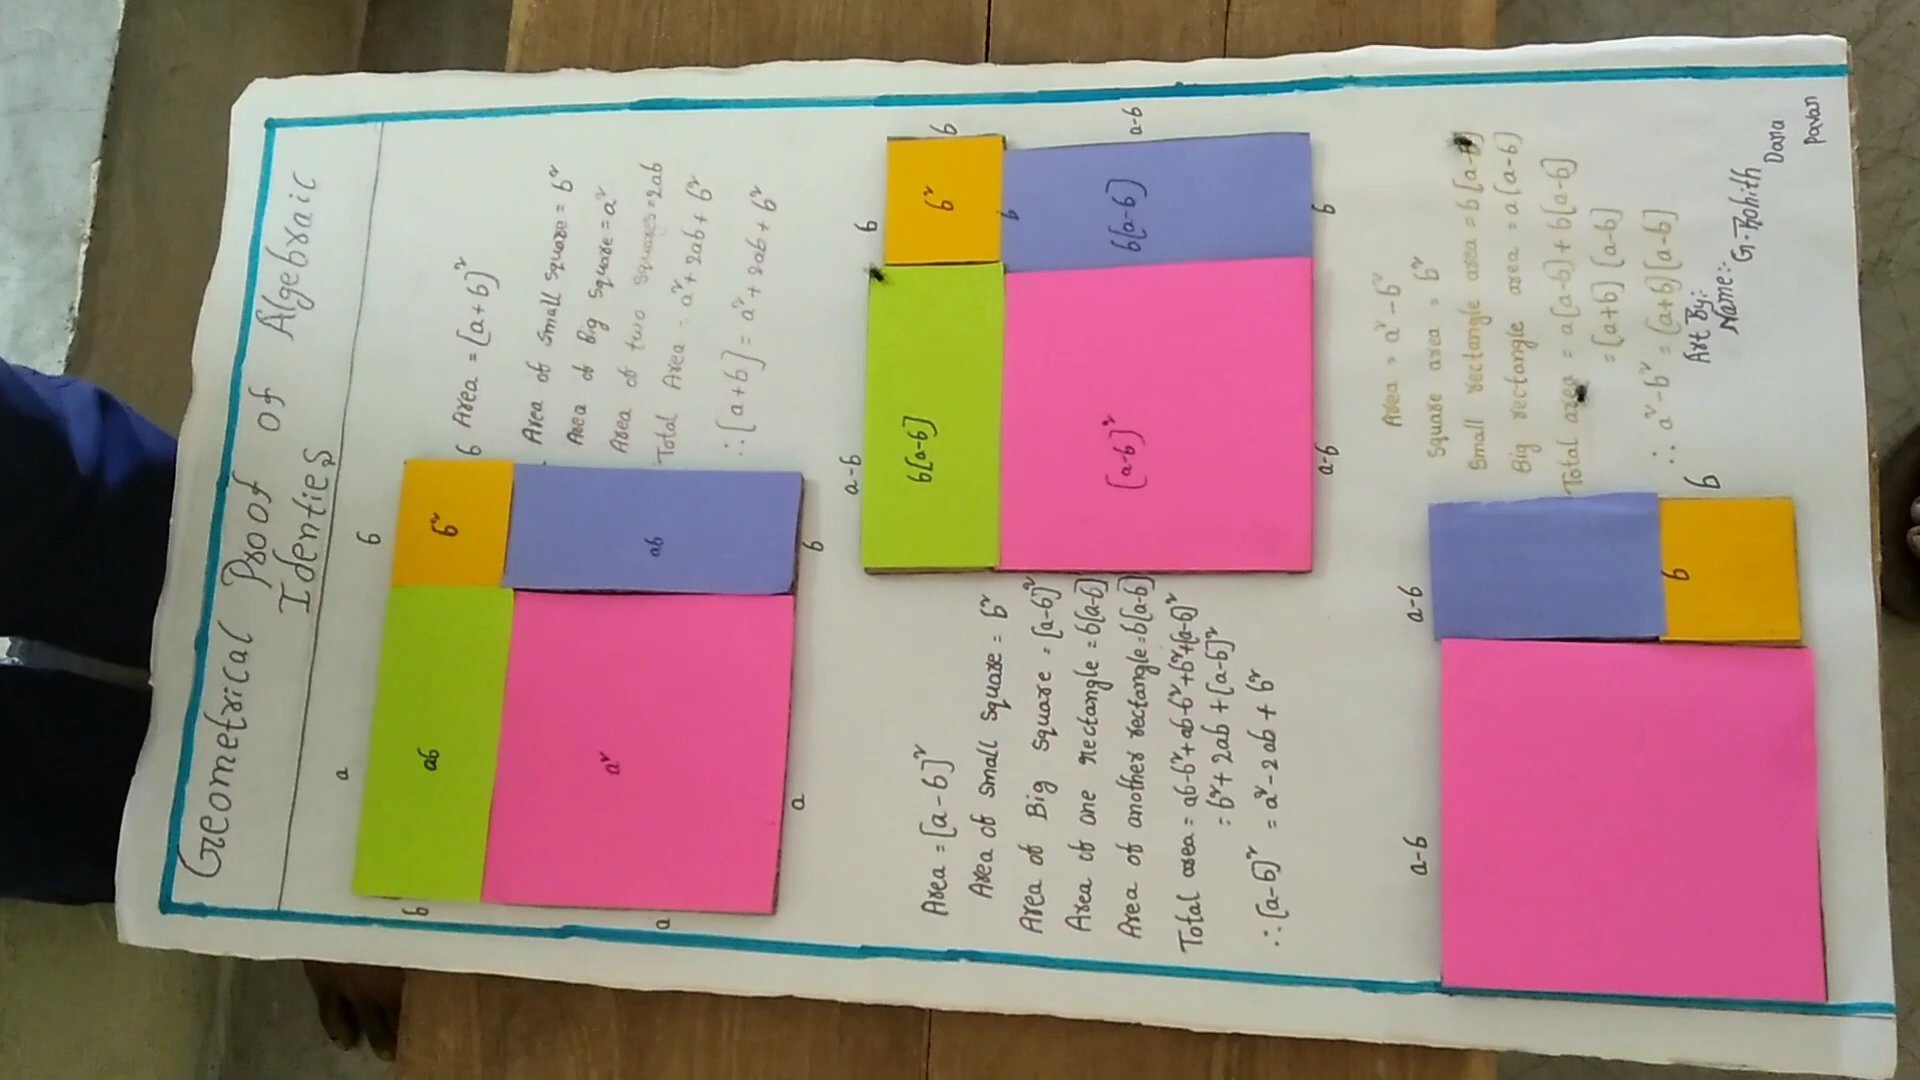 Geometrical Proof of Algebraic
Identies
a
b
b
b
ab
b²
a
a²
ab
a
b
Area = [a+b]²
Area of small square = b²
Area of Big square = a²
Area of two squares = 2ab
Total Area = a² + 2ab + b²
∴ [a+b] = a² + 2ab + b²
Area = [a-b]²
Area of small square = b²
Area of Big square = [a-b]²
Area of one rectangle = b[a-b]
Area of another rectangle = b[a-b]
Total area = ab-b²+ab-b²+b²+[a-b]²
= b² + 2ab + [a-b]²
∴ [a-b]² = a² - 2ab + b²
a-b
b
b
b[a-b]
b²
b
a-b
[a-b]²
b[a-b]
a-b
b
a-b
a-b
b
b
Area = a² - b²
Square area = b²
Small rectangle area = b[a-b]
Big rectangle area = a[a-b]
Total area = a[a-b]+b[a-b]
= [a+b] [a-b]
∴ a² - b² = [a+b][a-b]
Art By:
Name:- G. Rohith
Dara
Pavan